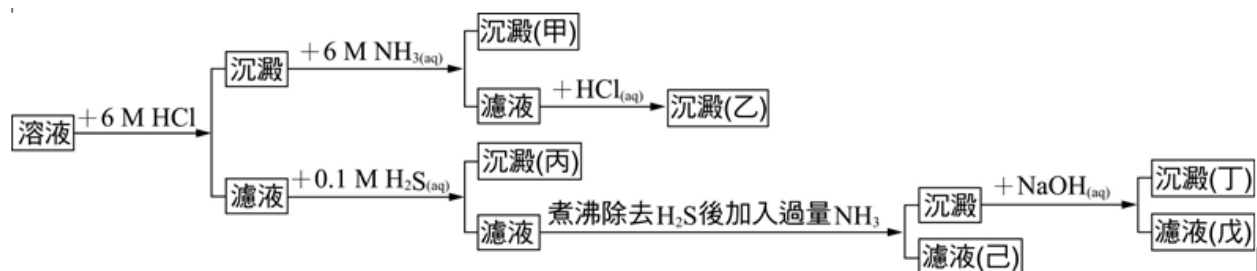 沉澱(甲)
+6 M NH3(aq)
沉澱
濾液
+HCl(aq)
沉澱(乙)
溶液
+6 M HCl
沉澱(丙)
濾液
+0.1 M H2S(aq)
濾液
煮沸除去H2S後加入過量NH3
沉澱
+NaOH(aq)
沉澱(丁)
濾液(戊)
濾液(己)